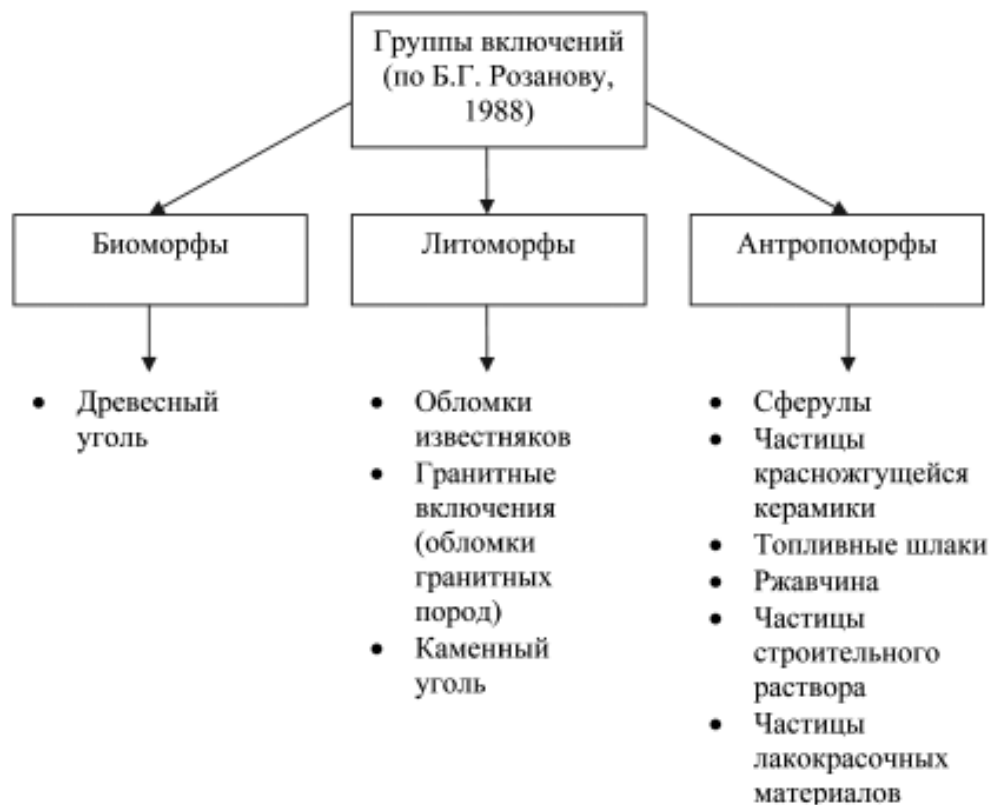 Группы включений
(по Б.Г. Розанову,
1988)
Биоморфы
Литоморфы
Антропоморфы
• Древесный
уголь
• Обломки
известняков
• Гранитные
включения
(обломки
гранитных
пород)
• Каменный
уголь
• Сферулы
• Частицы
красножгущейся
керамики
• Топливные шлаки
• Ржавчина
• Частицы
строительного
раствора
• Частицы
лакокрасочных
материалов